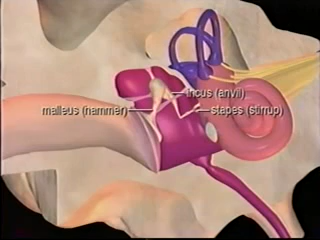 incus (anvil)
malleus (hammer)
stapes (stirrup)